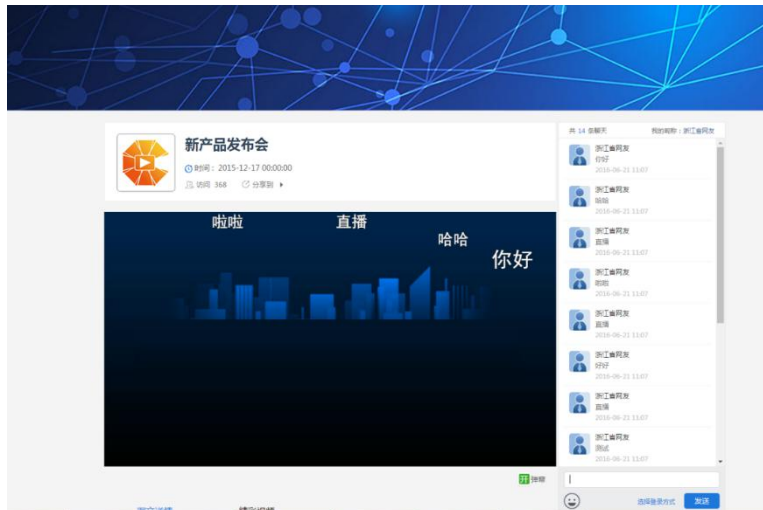 新产品发布会
时间：2015-12-17 00:00:00
访问 368 分享到
啦啦
直播
哈哈
你好
开 弹幕
共 14 条聊天 我的昵称：浙江省网友
浙江省网友
你好
2016-06-21 11:07
浙江省网友
哈哈
2016-06-21 11:07
浙江省网友
直播
2016-06-21 11:07
浙江省网友
啦啦
2016-06-21 11:07
浙江省网友
直播
2016-06-21 11:07
浙江省网友
好好
2016-06-21 11:07
浙江省网友
直播
2016-06-21 11:07
浙江省网友
测试
2016-06-21 11:07
选择登录方式 发送